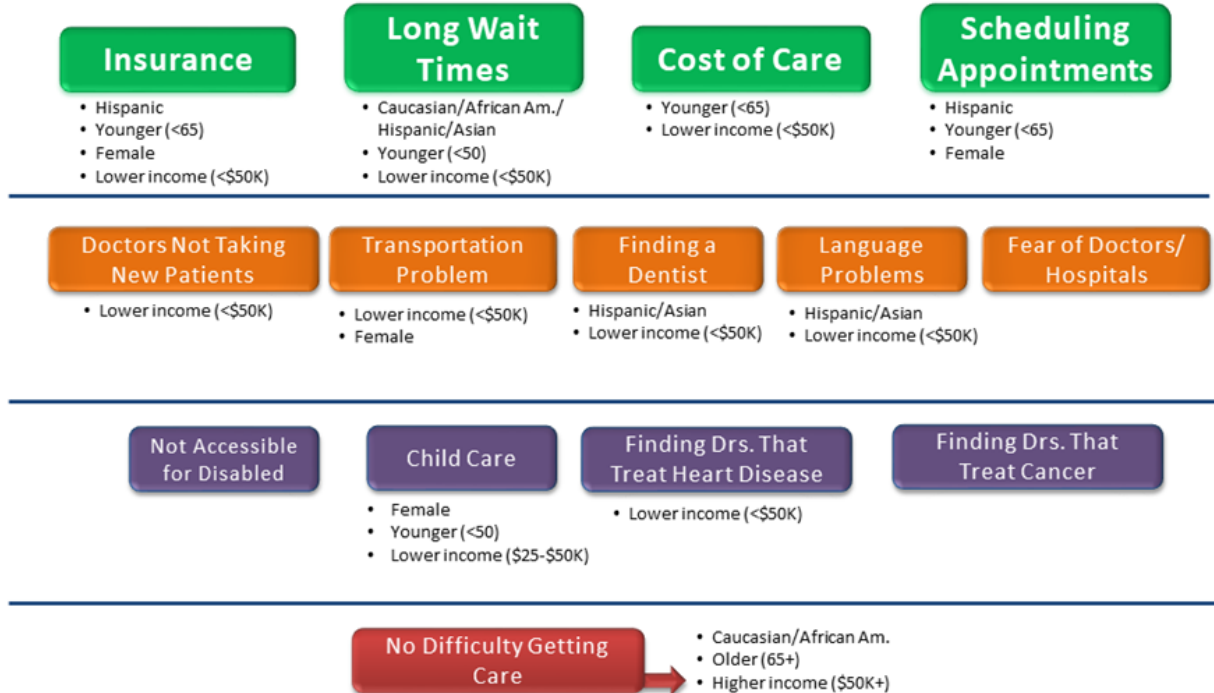 Insurance
• Hispanic
• Younger (<65)
• Female
• Lower income (<$50K)
Long Wait
Times
• Caucasian/African Am./
Hispanic/Asian
• Younger (<50)
• Lower income (<$50K)
Cost of Care
• Younger (<65)
• Lower income (<$50K)
Scheduling
Appointments
• Hispanic
• Younger (<65)
• Female
Doctors Not Taking
New Patients
• Lower income (<$50K)
Transportation
Problem
• Lower income (<$50K)
• Female
Finding a
Dentist
• Hispanic/Asian
• Lower income (<$50K)
Language
Problems
• Hispanic/Asian
• Lower income (<$50K)
Fear of Doctors/
Hospitals
Not Accessible
for Disabled
Child Care
• Female
• Younger (<50)
• Lower income ($25-$50K)
Finding Drs. That
Treat Heart Disease
• Lower income (<$50K)
Finding Drs. That
Treat Cancer
No Difficulty Getting
Care
• Caucasian/African Am.
• Older (65+)
• Higher income ($50K+)